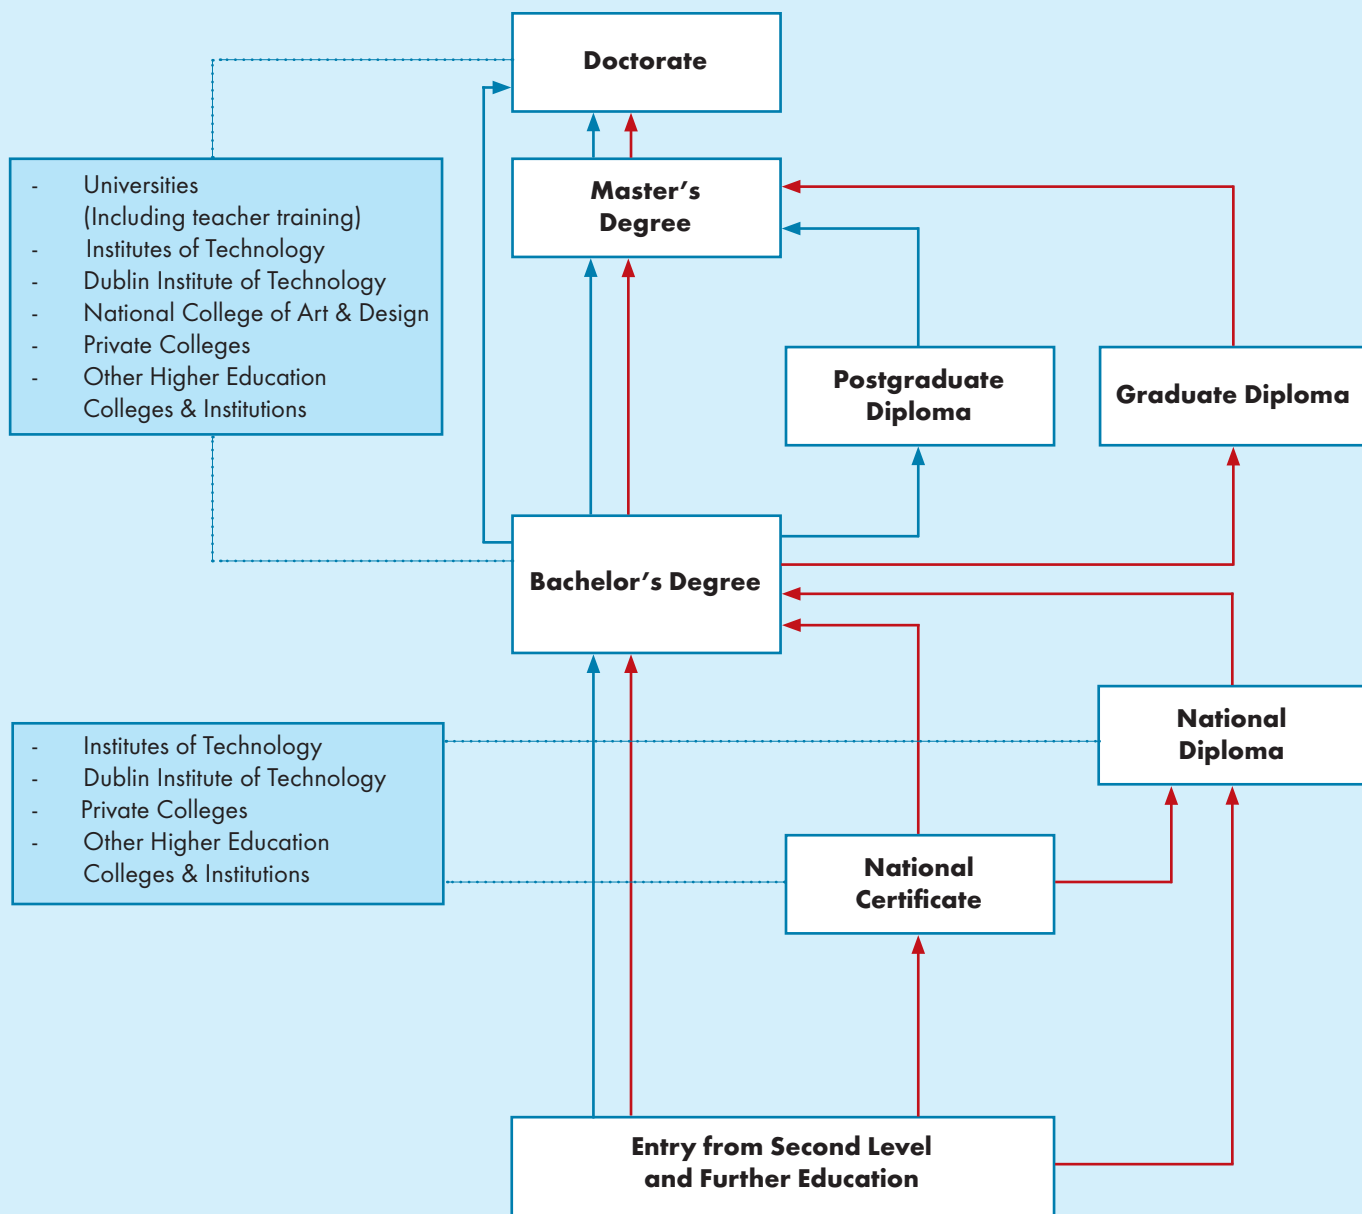 Doctorate
- Universities
(Including teacher training)
- Institutes of Technology
- Dublin Institute of Technology
- National College of Art & Design
- Private Colleges
- Other Higher Education
Colleges & Institutions
Master's
Degree
Postgraduate
Diploma
Graduate Diploma
Bachelor's Degree
National
Diploma
- Institutes of Technology
- Dublin Institute of Technology
- Private Colleges
- Other Higher Education
Colleges & Institutions
National
Certificate
Entry from Second Level
and Further Education